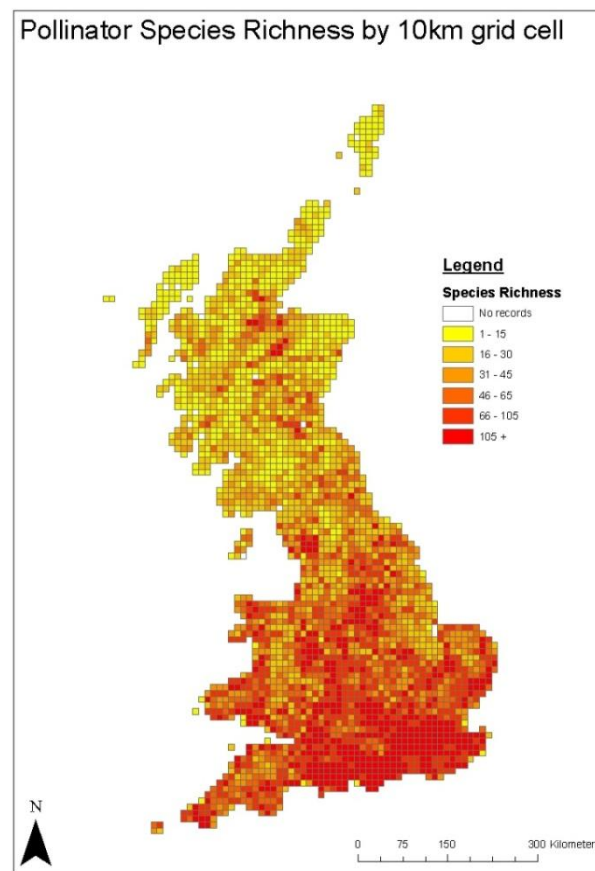 Pollinator Species Richness by 10km grid cell
Legend
Species Richness
No records
1 - 15
16 - 30
31 - 45
46 - 65
66 - 105
105 +
N
0 75 150 300 Kilometer